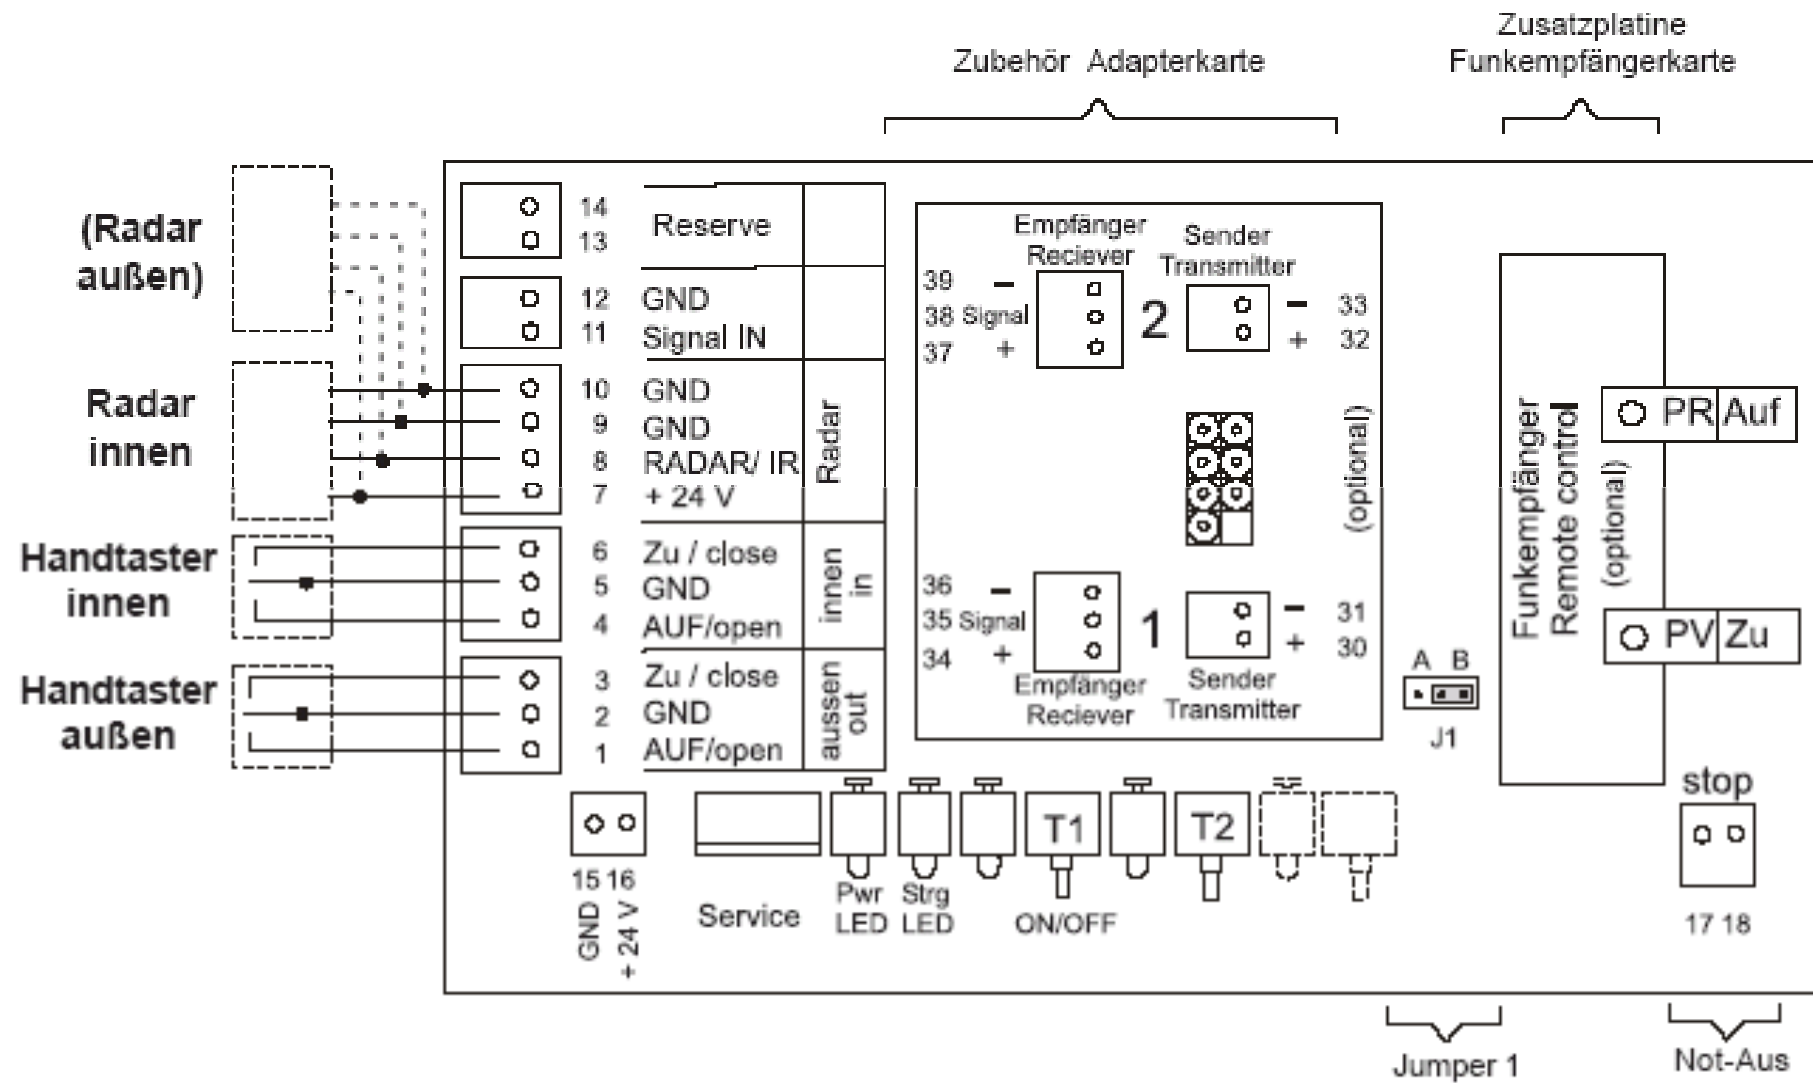 Zusatzplatine
Funkempfängerkarte
Zubehör Adapterkarte
(Radar
außen)
Radar
innen
Handtaster
innen
Handtaster
außen
14
13
Reserve
12 GND
11 Signal IN
10 GND
9 GND
8 RADAR/ IR
7 + 24 V
Radar
6 Zu / close
5 GND
4 AUF/open
innen
in
3 Zu / close
2 GND
1 AUF/open
aussen
out
Empfänger
Reciever
Sender
Transmitter
39 –
38 Signal
37 +
2
– 33
+ 32
(optional)
36 –
35 Signal
34 +
1
– 31
+ 30
Empfänger
Reciever
Sender
Transmitter
A B
J1
Funkempfänger
Remote control
(optional)
PR Auf
PV Zu
stop
17 18
15 16
GND
+ 24 V
Service
Pwr
LED
Strg
LED
T1
ON/OFF
T2
Jumper 1
Not-Aus